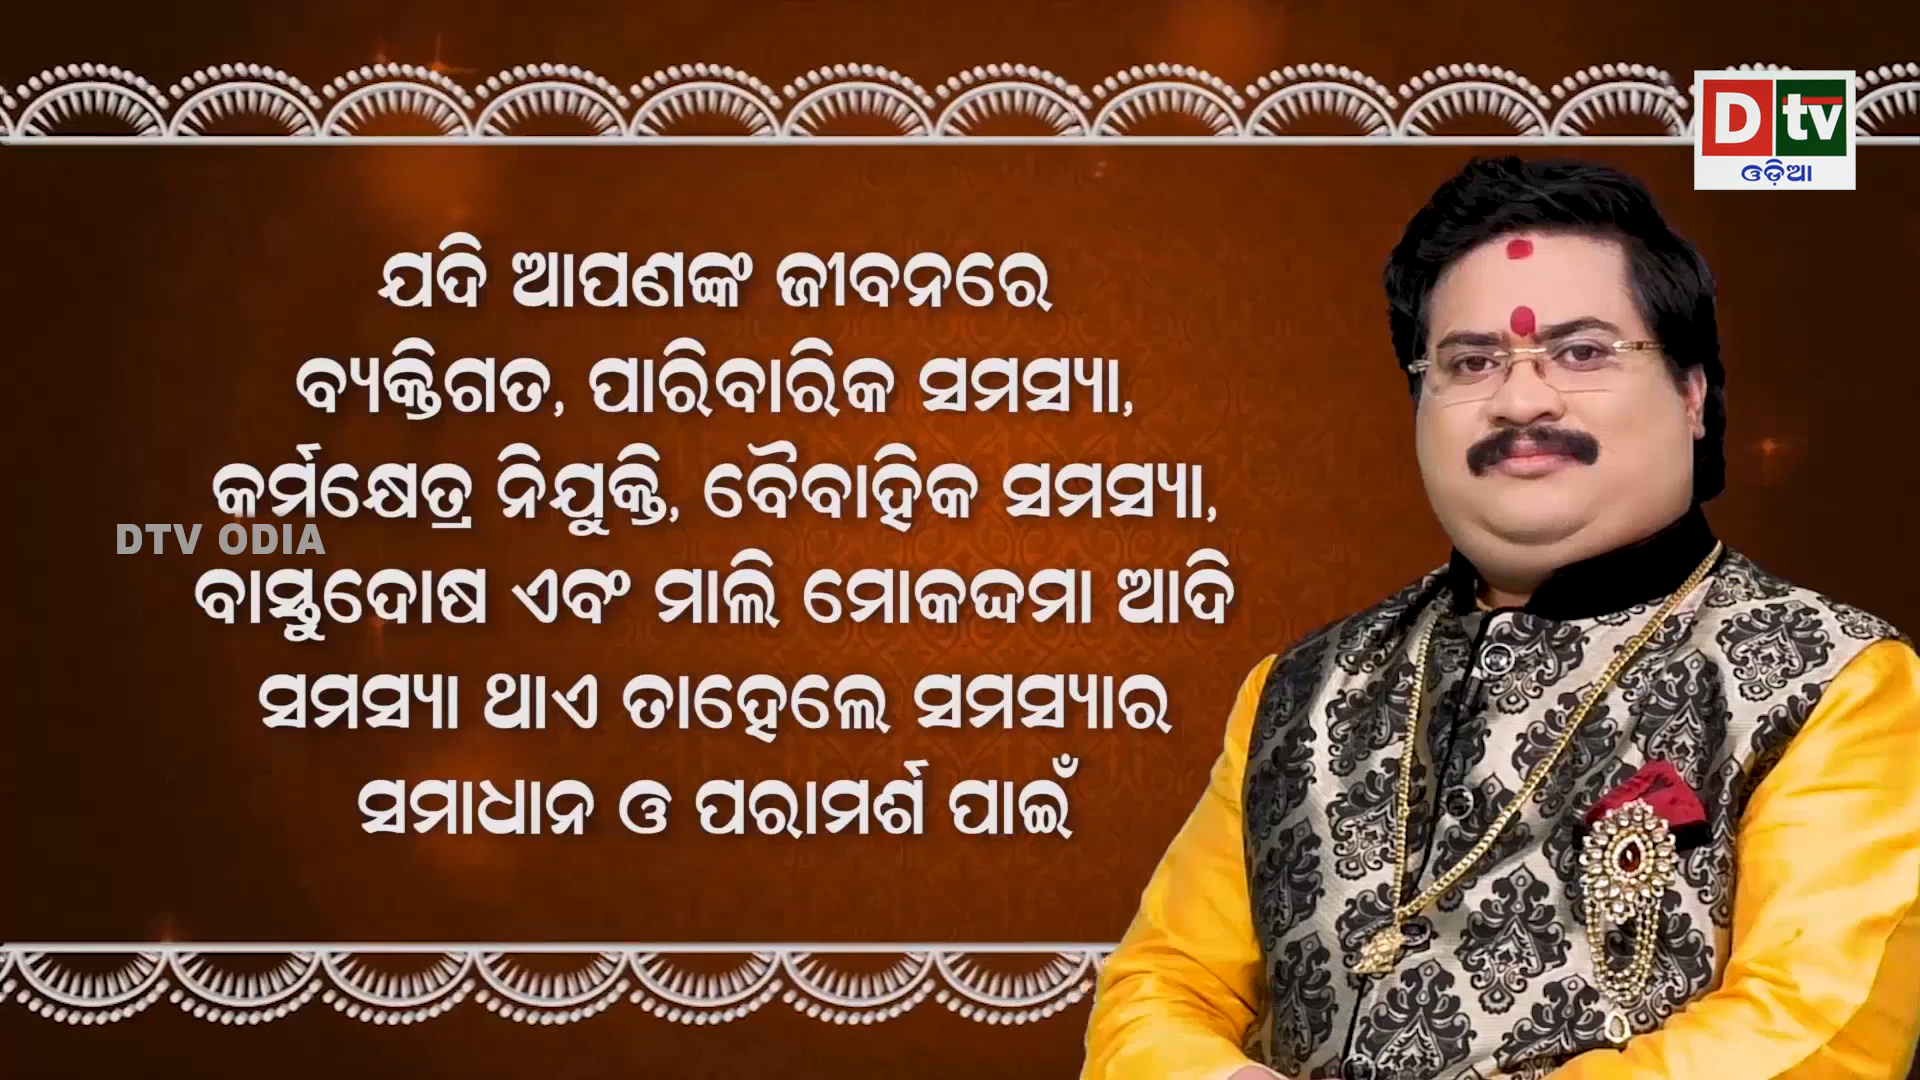 D tv
ଓଡ଼ିଆ
ଯଦି ଆପଣଙ୍କ ଜୀବନରେ
ବ୍ୟକ୍ତିଗତ, ପାରିବାରିକ ସମସ୍ୟା,
କର୍ମକ୍ଷେତ୍ର ନିଯୁକ୍ତି, ବୈବାହିକ ସମସ୍ୟା,
DTV ODIA
ବାସ୍ତୁଦୋଷ ଏବଂ ମାଲି ମୋକଦ୍ଦମା ଆଦି
ସମସ୍ୟା ଥାଏ ତାହେଲେ ସମସ୍ୟାର
ସମାଧାନ ଓ ପରାମର୍ଶ ପାଇଁ